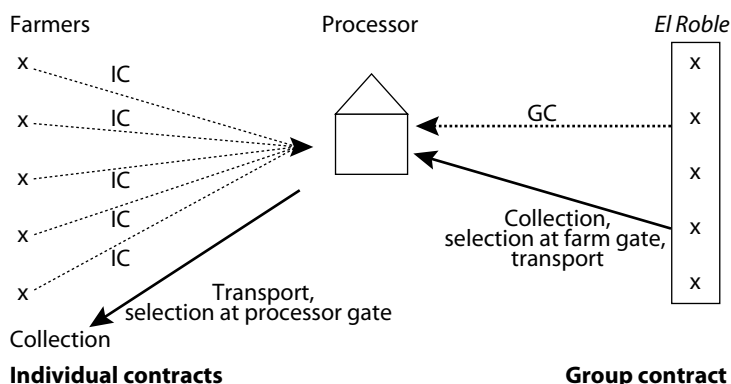 Farmers
Processor
El Roble
x
IC
x
IC
x
IC
x
IC
x
IC
x
x
x
x
x
GC
Collection,
selection at farm gate,
transport
Transport,
selection at processor gate
Collection
Individual contracts
Group contract